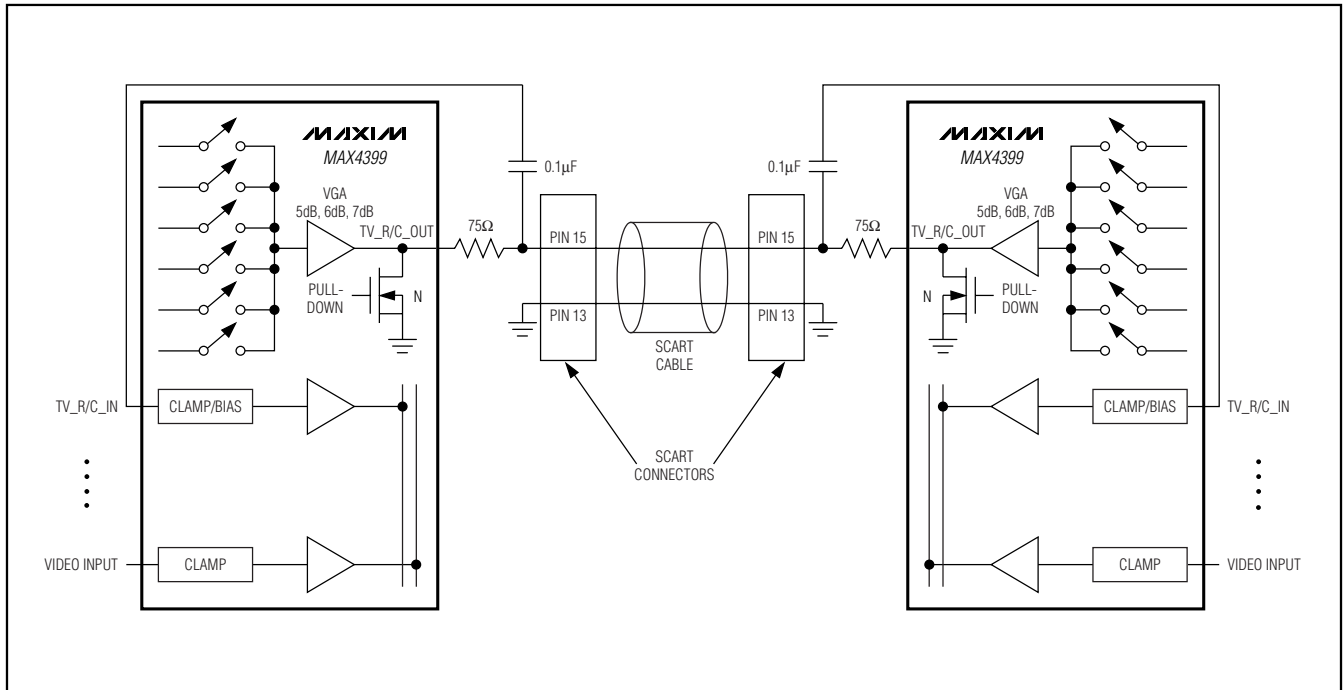 MAXIM
MAX4399
VGA
5dB, 6dB, 7dB
TV_R/C_OUT
PULL-
DOWN
N
75Ω
0.1µF
PIN 15
PIN 13
SCART
CABLE
SCART
CONNECTORS
TV_R/C_IN
CLAMP/BIAS
VIDEO INPUT
CLAMP
0.1µF
PIN 15
PIN 13
75Ω
MAXIM
MAX4399
VGA
5dB, 6dB, 7dB
TV_R/C_OUT
N
PULL-
DOWN
CLAMP/BIAS
TV_R/C_IN
CLAMP
VIDEO INPUT